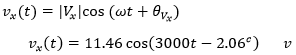 v_x(t) = |V_x|cos (ωt + θ_{V_x})
v_x(t) = 11.46 cos(3000t − 2.06^c) v